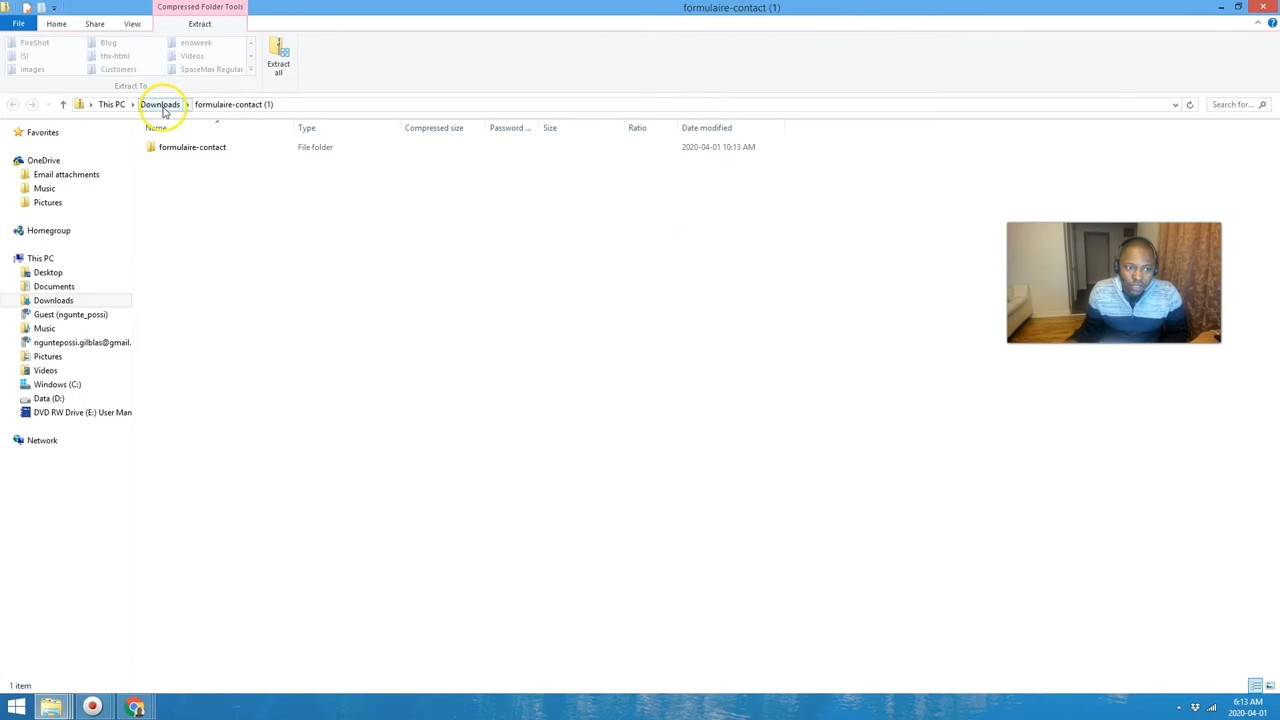 Compressed Folder Tools
formulaire-contact (1)
File
Home
Share
View
Extract
FireShot
Blog
enoweek
ISI
thx-html
Videos
images
Customers
SpaceMax Regular
Extract all
Extract To
This PC
Downloads
formulaire-contact (1)
Search for...
Name
Type
Compressed size
Password ...
Size
Ratio
Date modified
formulaire-contact
File folder
2020-04-01 10:13 AM
Favorites
OneDrive
Email attachments
Music
Pictures
Homegroup
This PC
Desktop
Documents
Downloads
Guest (ngunte_possi)
Music
nguntepossi.gilblas@gmail.
Pictures
Videos
Windows (C:)
Data (D:)
DVD RW Drive (E:) User Man
Network
1 item
6:13 AM
2020-04-01